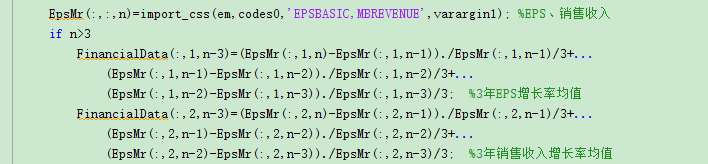 EpsMr(:,:,n)=import_css(em,codes0,'EPSBASIC,MBREVENUE',varargin1); %EPS、销售收入
if n>3
FinancialData(:,1,n-3)=(EpsMr(:,1,n)-EpsMr(:,1,n-1))./EpsMr(:,1,n-1)/3+...
(EpsMr(:,1,n-1)-EpsMr(:,1,n-2))./EpsMr(:,1,n-2)/3+...
(EpsMr(:,1,n-2)-EpsMr(:,1,n-3))./EpsMr(:,1,n-3)/3; %3年EPS增长率均值
FinancialData(:,2,n-3)=(EpsMr(:,2,n)-EpsMr(:,2,n-1))./EpsMr(:,2,n-1)/3+...
(EpsMr(:,2,n-1)-EpsMr(:,2,n-2))./EpsMr(:,2,n-2)/3+...
(EpsMr(:,2,n-2)-EpsMr(:,2,n-3))./EpsMr(:,2,n-3)/3; %3年销售收入增长率均值